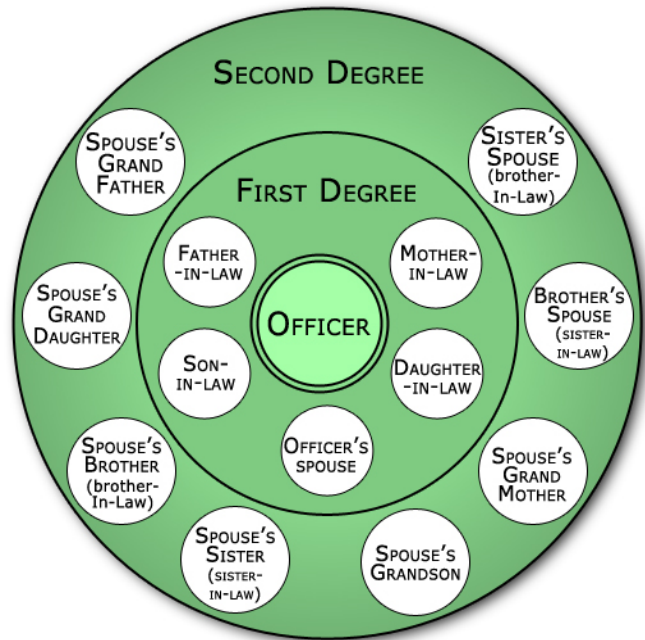 SECOND DEGREE
SPOUSE'S
GRAND
FATHER
SISTER'S
SPOUSE
(brother-
In-Law)
FIRST DEGREE
FATHER
-IN-LAW
MOTHER-
IN-LAW
SPOUSE'S
GRAND
DAUGHTER
OFFICER
BROTHER'S
SPOUSE
(SISTER-
IN-LAW)
SON-
IN-LAW
DAUGHTER
-IN-LAW
SPOUSE'S
BROTHER
(brother-
In-Law)
OFFICER'S
SPOUSE
SPOUSE'S
GRAND
MOTHER
SPOUSE'S
SISTER
(SISTER-
IN-LAW)
SPOUSE'S
GRANDSON